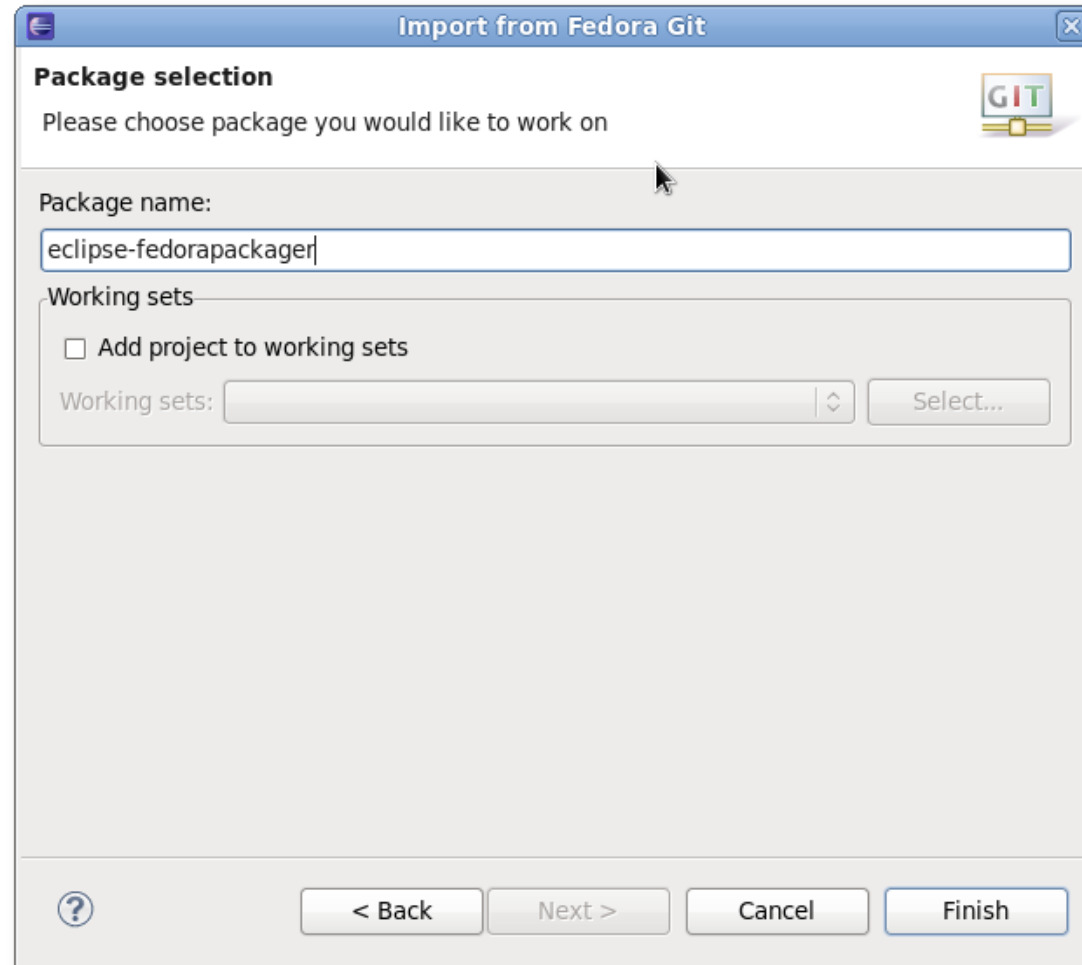 Import from Fedora Git
Package selection
Please choose package you would like to work on
GIT
Package name:
eclipse-fedorapackager
Working sets
Add project to working sets
Working sets:
Select...
?
< Back
Next >
Cancel
Finish